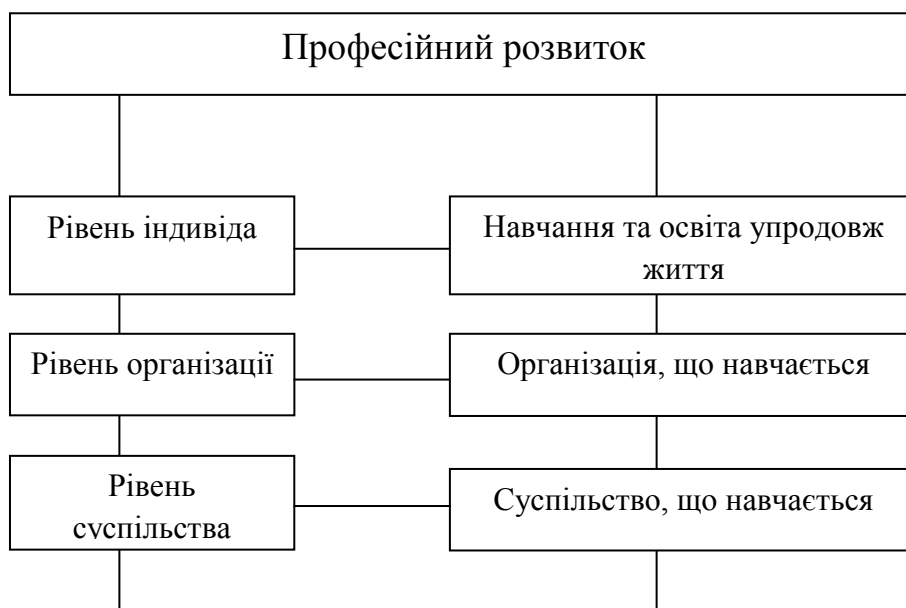 Професійний розвиток
Рівень індивіда
Навчання та освіта упродовж
життя
Рівень організації
Організація, що навчається
Рівень
суспільства
Суспільство, що навчається